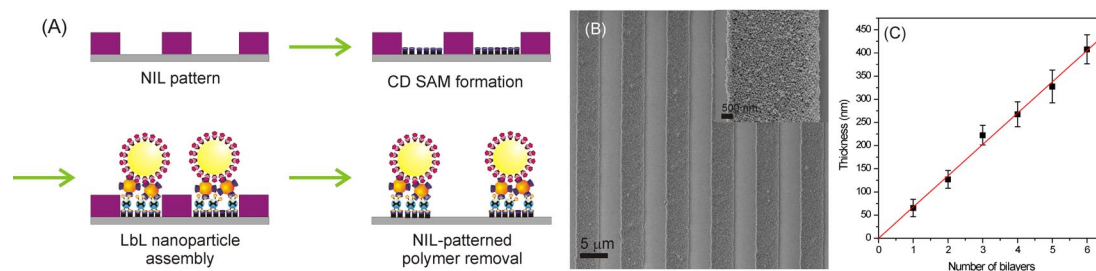 (A)
NIL pattern
CD SAM formation
LbL nanoparticle
assembly
NIL-patterned
polymer removal
(B)
500 nm
5 μm
(C)
Thickness (nm)
450
400
350
300
250
200
150
100
50
0
0 1 2 3 4 5 6
Number of bilayers